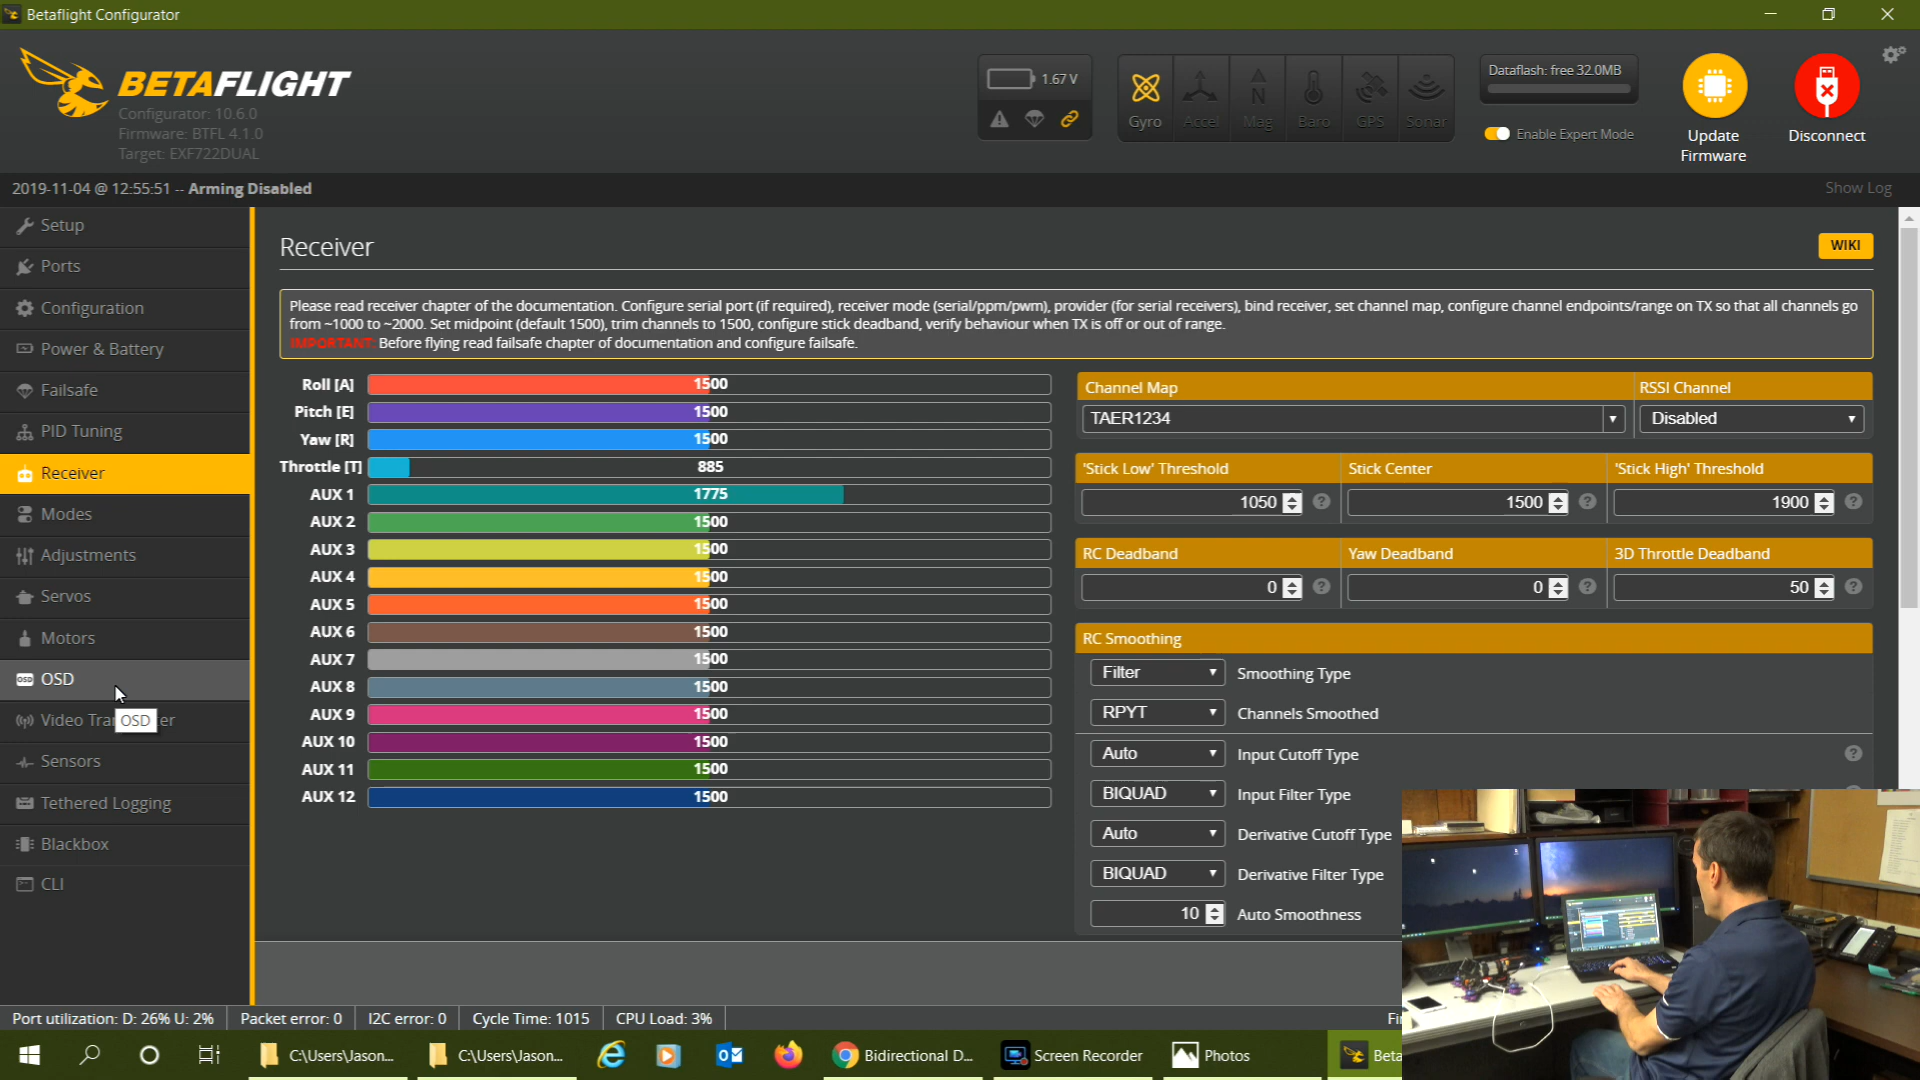 Betaflight Configurator
BETAFLIGHT
Configurator: 10.6.0
Firmware: BTFL 4.1.0
Target: EXF722DUAL
1.67 V
Gyro
Accel
Mag
Baro
GPS
Sonar
Dataflash: free 32.0MB
Enable Expert Mode
Update
Firmware
Disconnect
2019-11-04 @ 12:55:51 -- Arming Disabled
Show Log
Setup
Ports
Configuration
Power & Battery
Failsafe
PID Tuning
Receiver
Modes
Adjustments
Servos
Motors
OSD
Video Tra
er
OSD
Sensors
Tethered Logging
Blackbox
CLI
Receiver
WIKI
Please read receiver chapter of the documentation. Configure serial port (if required), receiver mode (serial/ppm/pwm), provider (for serial receivers), bind receiver, set channel map, configure channel endpoints/range on TX so that all channels go
from ~1000 to ~2000. Set midpoint (default 1500), trim channels to 1500, configure stick deadband, verify behaviour when TX is off or out of range.
IMPORTANT: Before flying read failsafe chapter of documentation and configure failsafe.
Roll [A] 1500
Pitch [E] 1500
Yaw [R] 1500
Throttle [T] 885
AUX 1 1775
AUX 2 1500
AUX 3 1500
AUX 4 1500
AUX 5 1500
AUX 6 1500
AUX 7 1500
AUX 8 1500
AUX 9 1500
AUX 10 1500
AUX 11 1500
AUX 12 1500
Channel Map
RSSI Channel
TAER1234
Disabled
'Stick Low' Threshold
Stick Center
'Stick High' Threshold
1050
1500
1900
RC Deadband
Yaw Deadband
3D Throttle Deadband
0
0
50
RC Smoothing
Filter Smoothing Type
RPYT Channels Smoothed
Auto Input Cutoff Type
BIQUAD Input Filter Type
Auto Derivative Cutoff Type
BIQUAD Derivative Filter Type
10 Auto Smoothness
Port utilization: D: 26% U: 2%
Packet error: 0
I2C error: 0
Cycle Time: 1015
CPU Load: 3%
Fi
C:\Users\Jason...
C:\Users\Jason...
Bidirectional D...
Screen Recorder
Photos
Beta